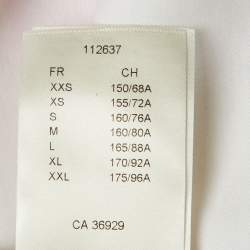 112637
FR CH
XXS 150/68A
XS 155/72A
S 160/76A
M 160/80A
L 165/88A
XL 170/92A
XXL 175/96A
CA 36929